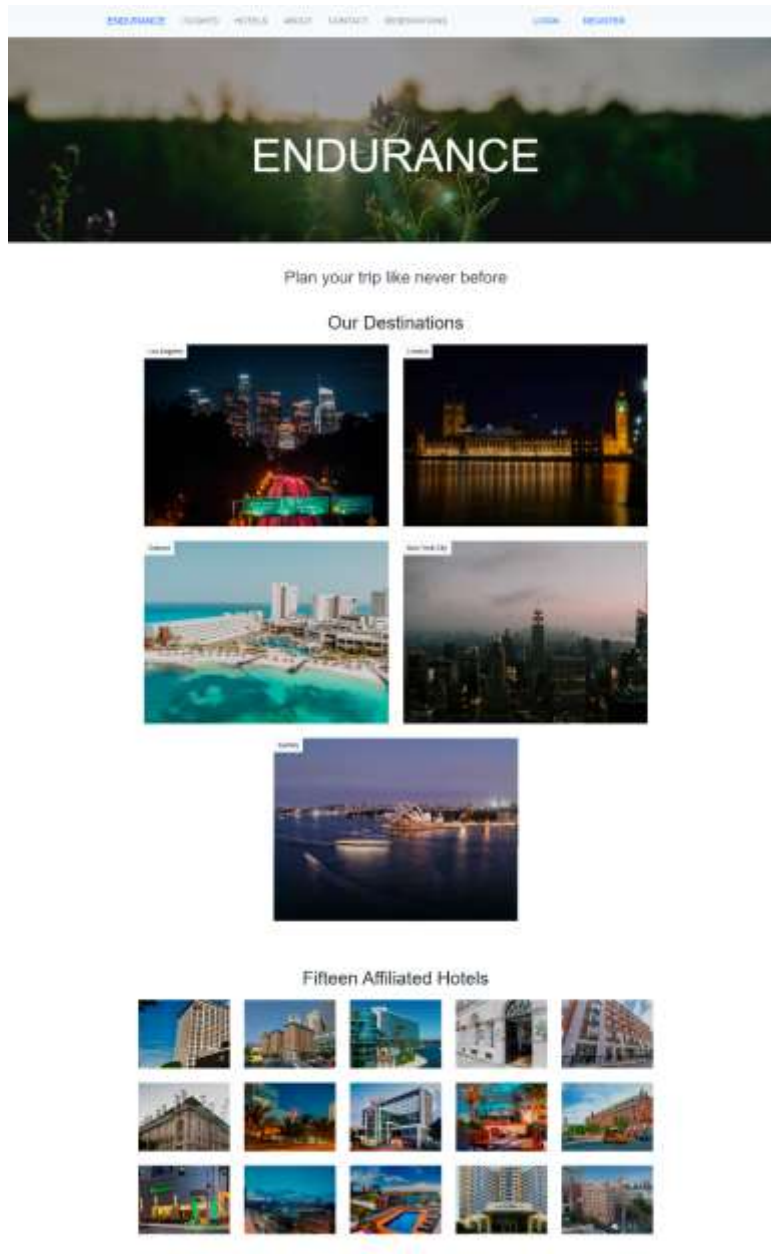 ENDURANCE FLIGHTS HOTELS ABOUT CONTACT RESERVATIONS LOGIN REGISTER
ENDURANCE
Plan your trip like never before
Our Destinations
Los Angeles
London
Cancun
New York City
Sydney
Fifteen Affiliated Hotels